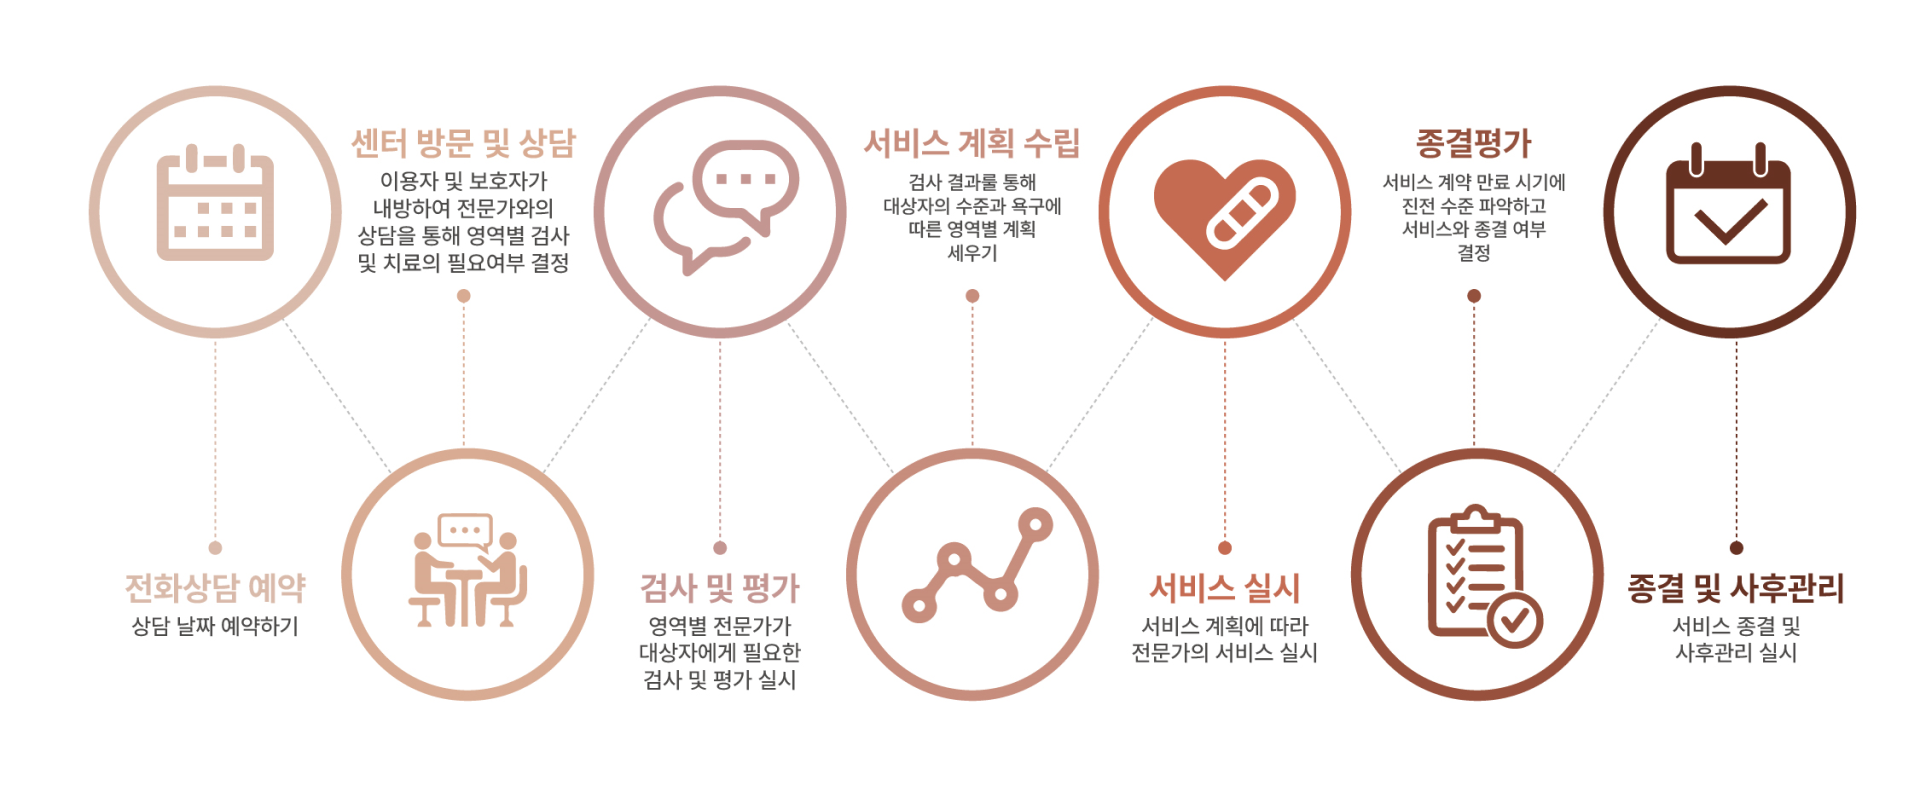 전화상담 예약
상담 날짜 예약하기
센터 방문 및 상담
이용자 및 보호자가
내방하여 전문가와의
상담을 통해 영역별 검사
및 치료의 필요여부 결정
검사 및 평가
영역별 전문가가
대상자에게 필요한
검사 및 평가 실시
서비스 계획 수립
검사 결과룰 통해
대상자의 수준과 욕구에
따른 영역별 계획
세우기
서비스 실시
서비스 계획에 따라
전문가의 서비스 실시
종결평가
서비스 계약 만료 시기에
진전 수준 파악하고
서비스와 종결 여부
결정
종결 및 사후관리
서비스 종결 및
사후관리 실시